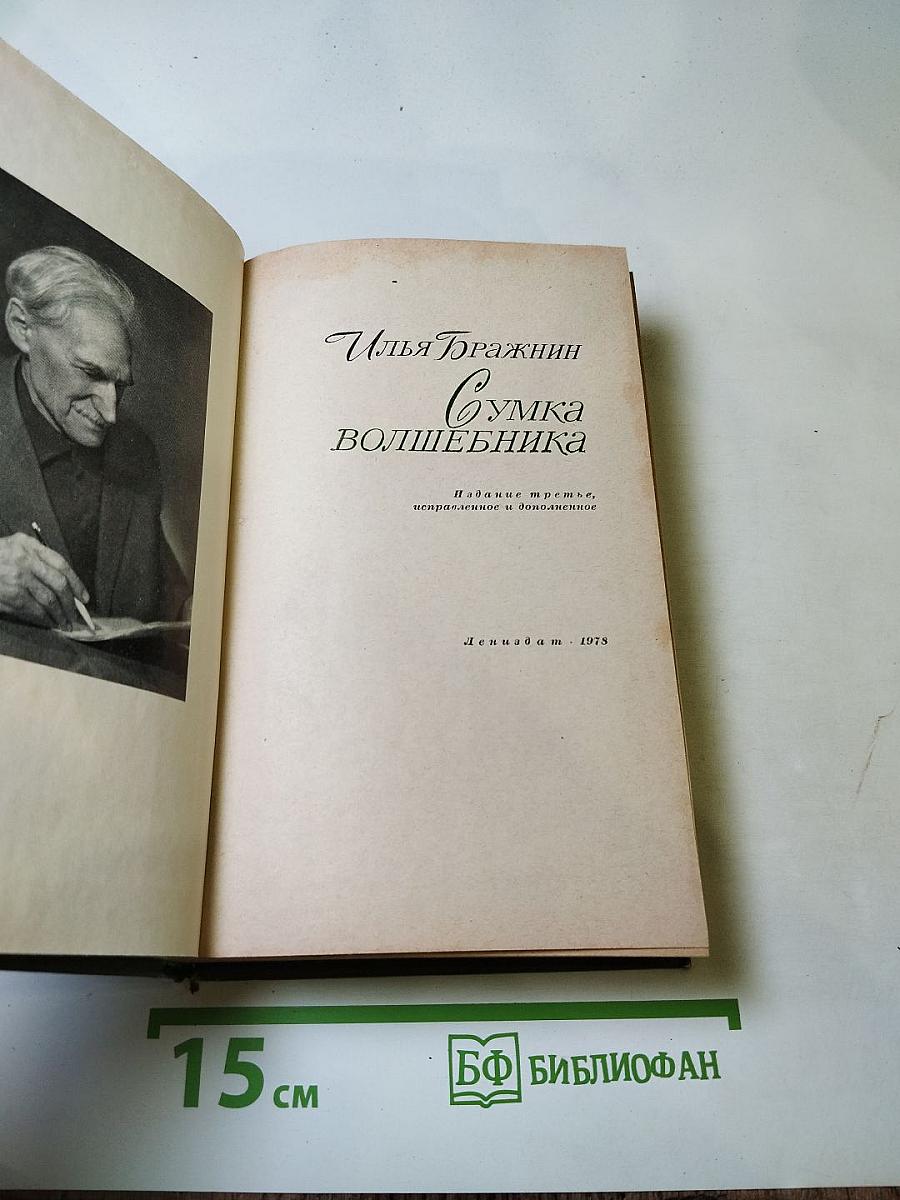 Илья Бражнин
Сумка
волшебника
Издание третье,
исправленное и дополненное
Лениздат · 1978
15 см
БФ БИБЛИОФАН